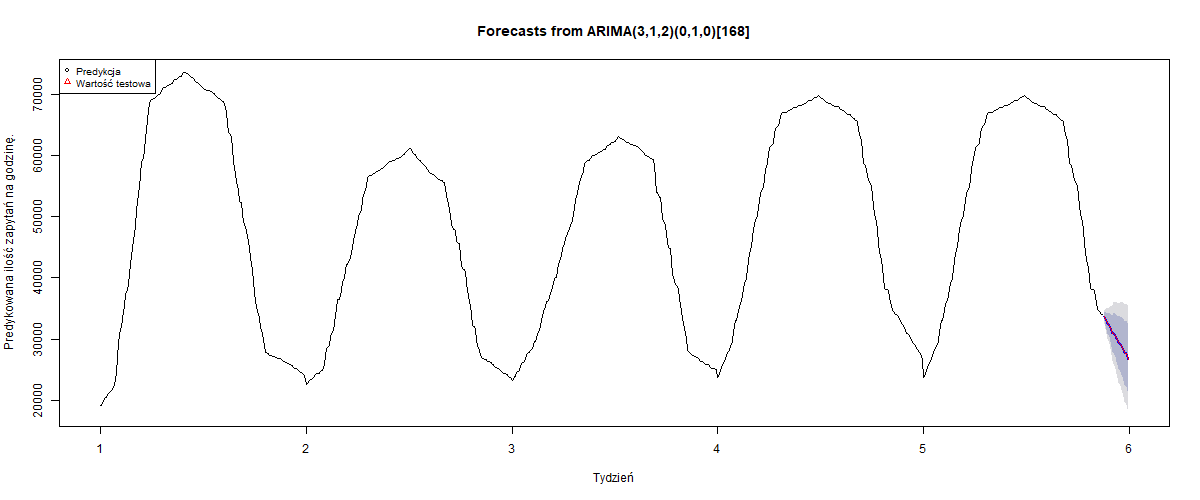 Forecasts from ARIMA(3,1,2)(0,1,0)[168]
Predykcja
Wartość testowa
Predykowana ilość zapytań na godzinę.
70000
60000
50000
40000
30000
20000
1 2 3 4 5 6
Tydzień